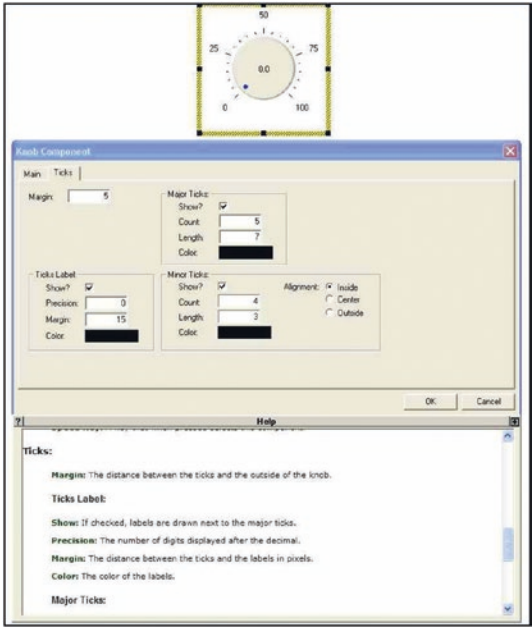 50
25
75
0.0
0
100
Knob Component
Main Ticks
Margin: 5
Major Ticks:
Show?
Count: 5
Length: 7
Color:
Ticks Label:
Show?
Precision: 0
Margin: 15
Color:
Minor Ticks:
Show?
Count: 4
Length: 3
Color:
Alignment: Inside
Center
Outside
OK Cancel
? Help
Ticks:
Margin: The distance between the ticks and the outside of the knob.
Ticks Label:
Show: If checked, labels are drawn next to the major ticks.
Precision: The number of digits displayed after the decimal.
Margin: The distance between the ticks and the labels in pixels.
Color: The color of the labels.
Major Ticks: